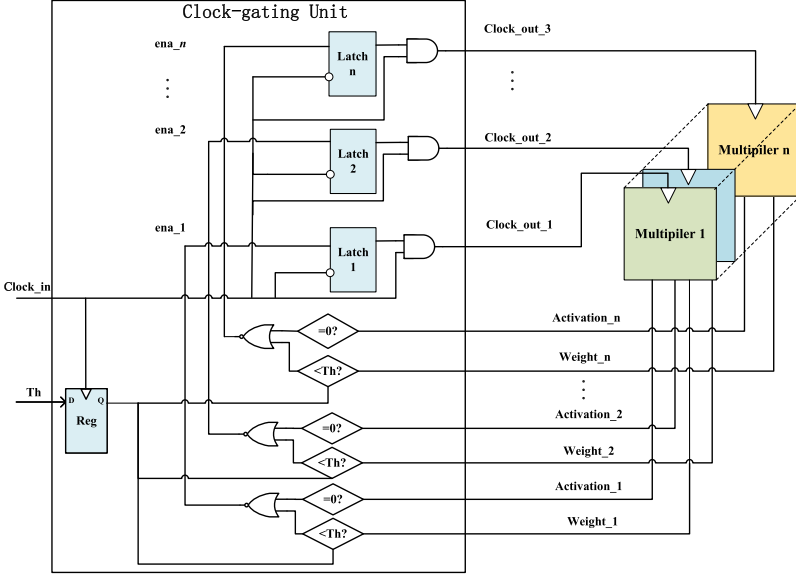 Clock-gating Unit
Clock_out_3
ena_n
Latch
n
ena_2
Clock_out_2
Latch
2
Multipiler n
ena_1
Clock_out_1
Latch
1
Multipiler 1
Clock_in
=0?
Activation_n
<Th?
Weight_n
Th
D
Q
Reg
=0?
Activation_2
<Th?
Weight_2
=0?
Activation_1
<Th?
Weight_1